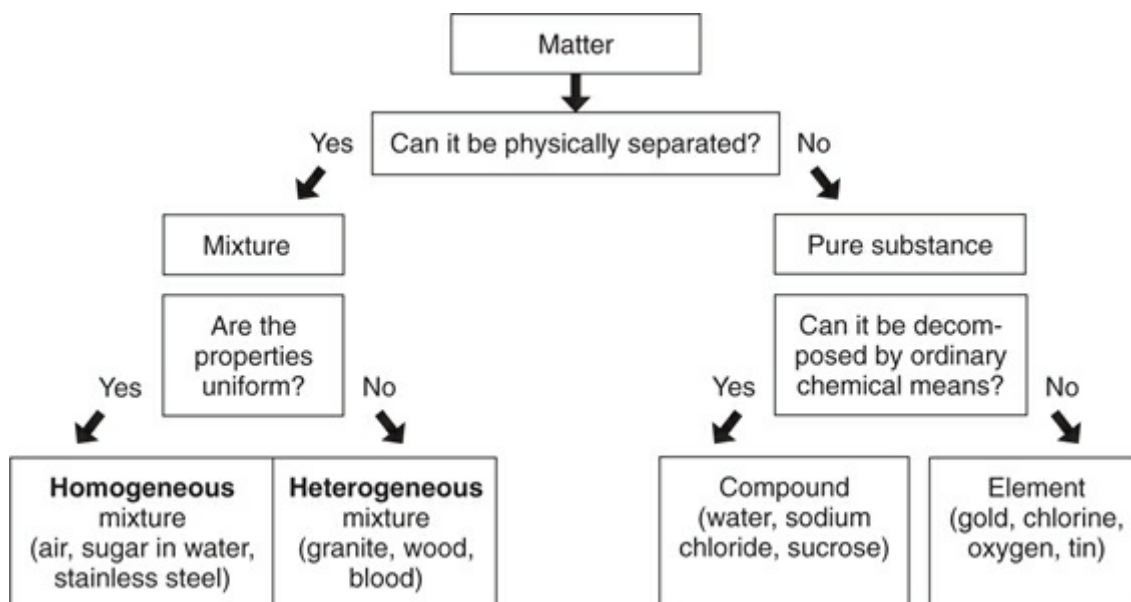 Matter
Yes
Can it be physically separated?
No
Mixture
Pure substance
Are the
properties
uniform?
Yes
No
Can it be decom-
posed by ordinary
chemical means?
Yes
No
Homogeneous
mixture
(air, sugar in water,
stainless steel)
Heterogeneous
mixture
(granite, wood,
blood)
Compound
(water, sodium
chloride, sucrose)
Element
(gold, chlorine,
oxygen, tin)